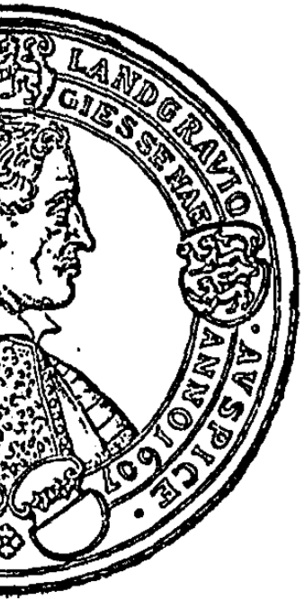 LANDGRAVIO · AVSPICE ·
GIESSENAE ANNO 1607